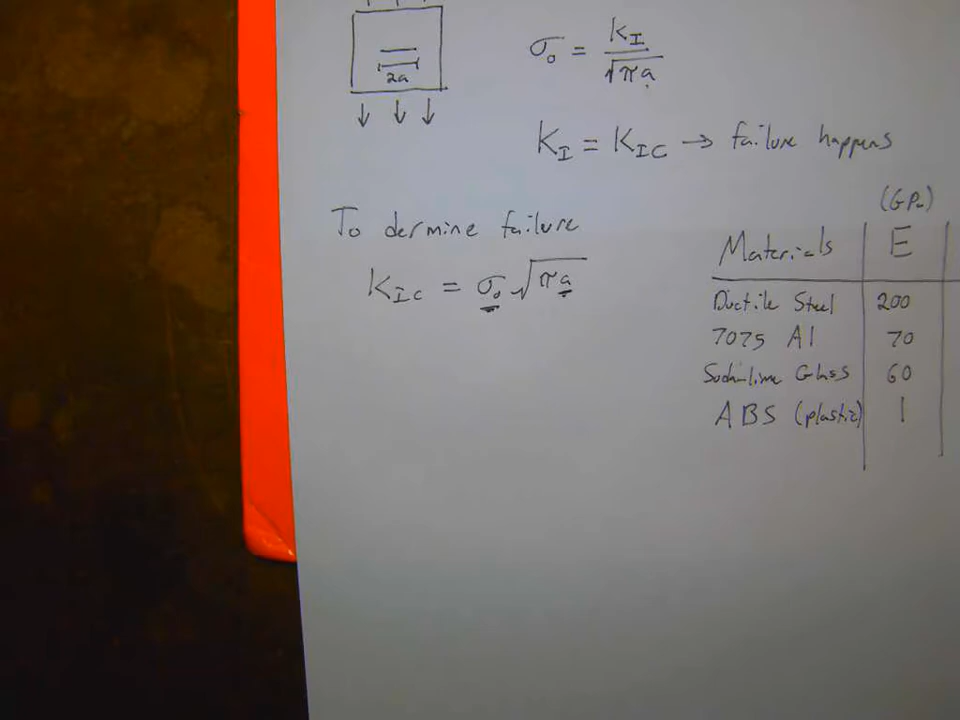 2a
σ₀ = K_I / √πa
K_I = K_IC → failure happens
To dermine failure
K_Ic = σ₀ √πa
(GPa)
Materials E
Ductile Steel 200
7075 Al 70
Soda-lime Glass 60
ABS (plastic) 1